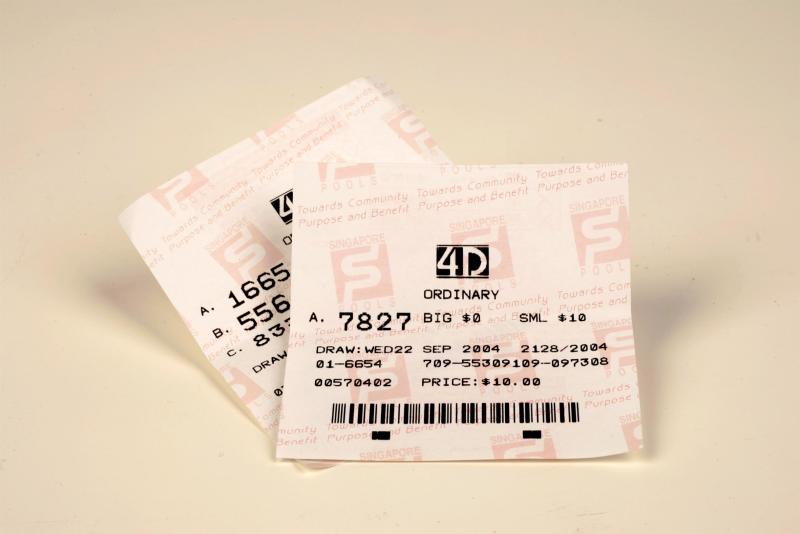 4D
ORDINARY
A. 7827 BIG $0 SML $10
DRAW:WED22 SEP 2004 2128/2004
01-6654 709-55309109-097308
00570402 PRICE:$10.00
SINGAPORE POOLS
Towards Community
Purpose and Benefit
A. 1665
B. 556
C.
DRAW